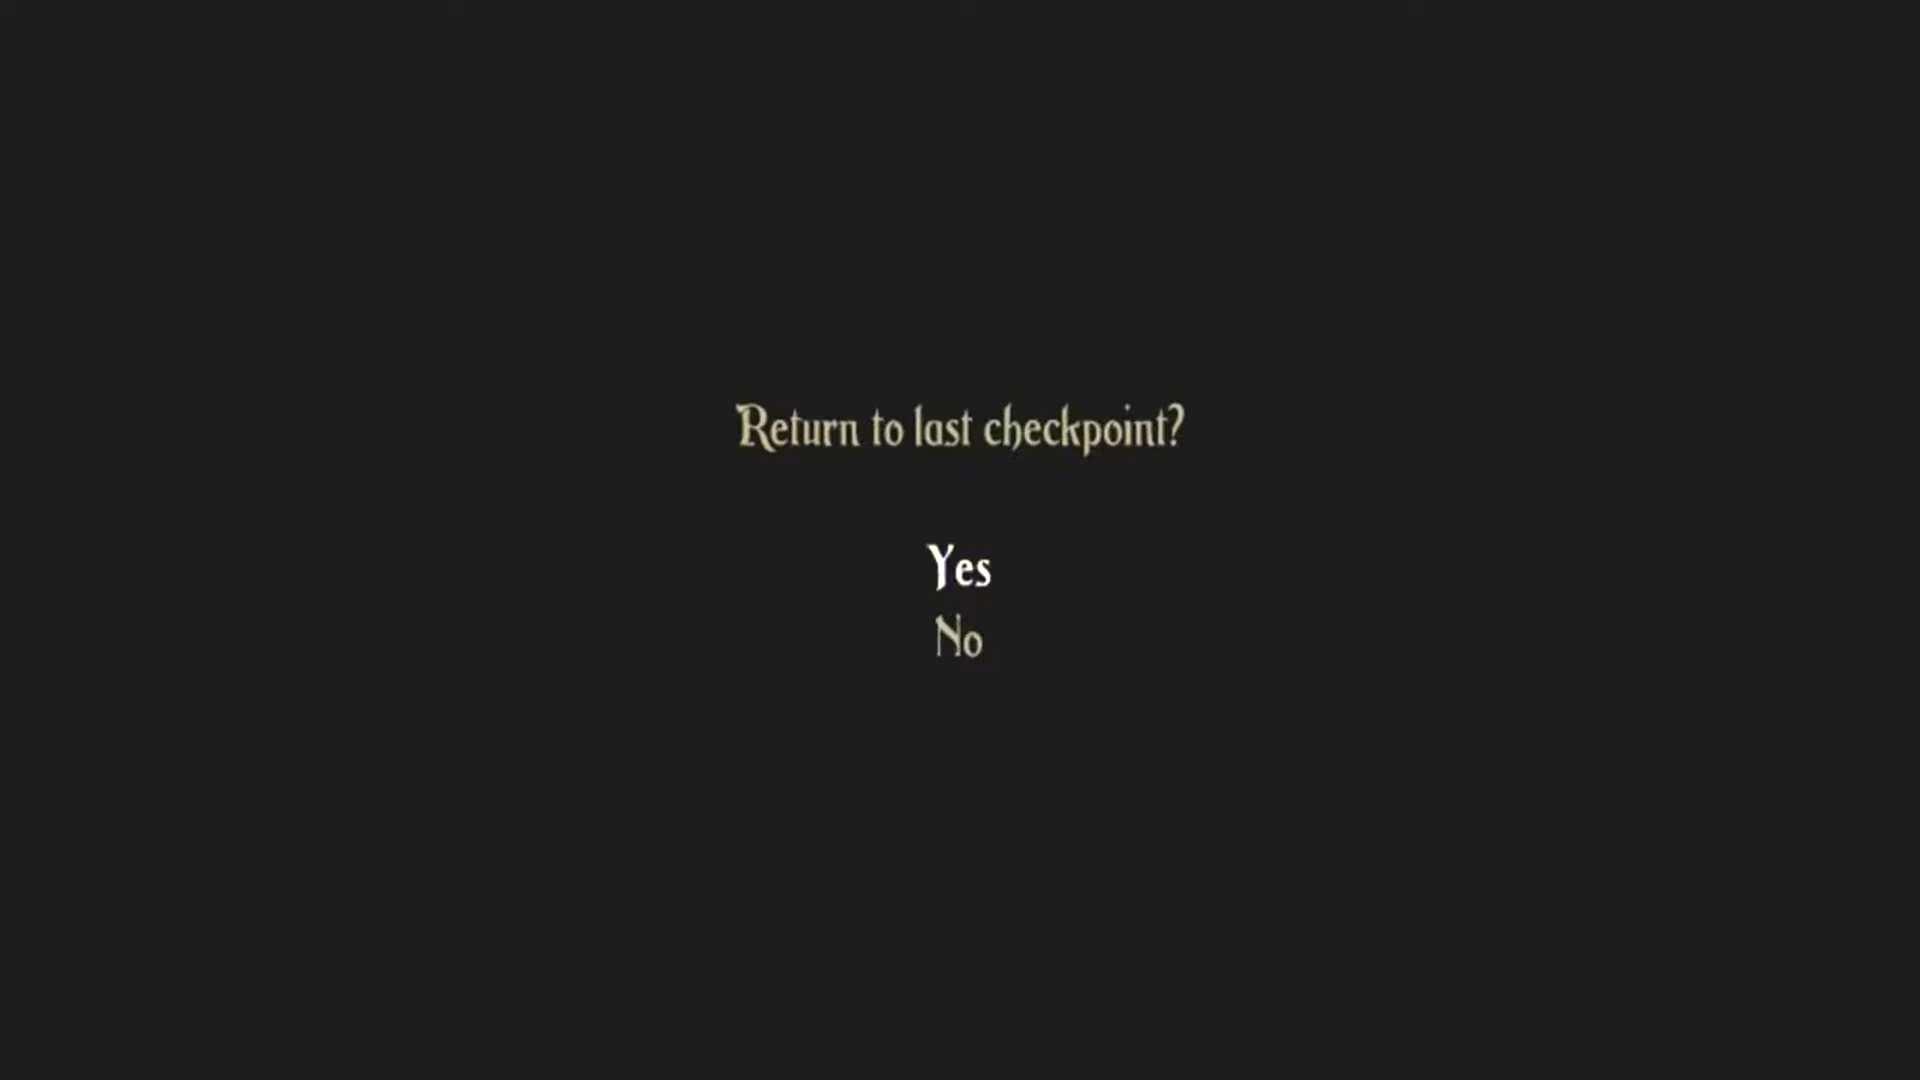 Return to last checkpoint?
Yes
No